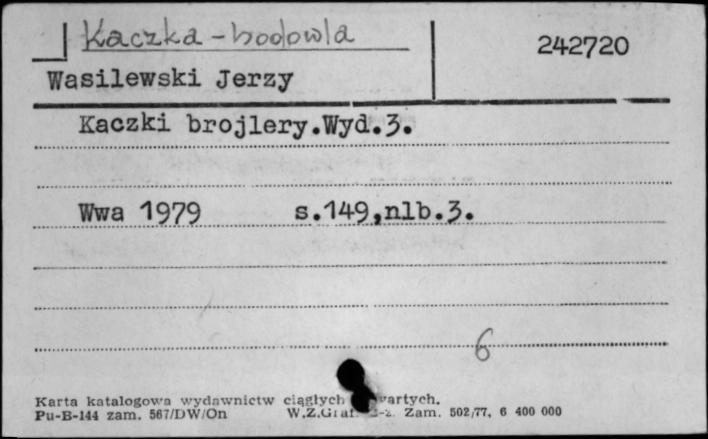 Kaczka - hodowla
242720
Wasilewski Jerzy
Kaczki brojlery.Wyd.3.
Wwa 1979 s.149,nlb.3.
6
Karta katalogowa wydawnictw ciągłych
Pu-B-144 zam. 567/DW/On W.Z.Graf. Zam. 502/77, 6 400 000